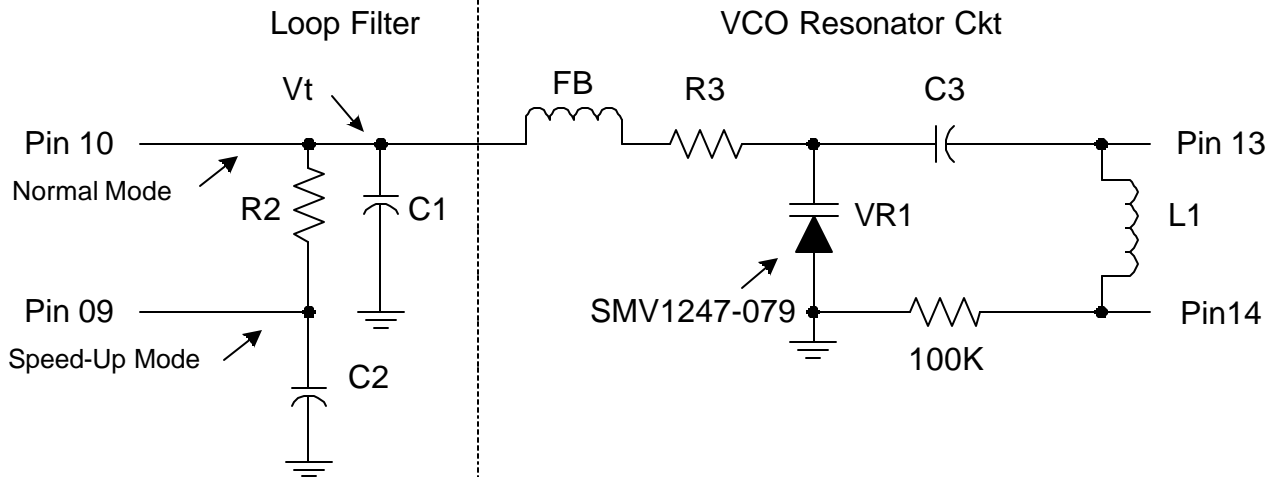 Loop Filter
VCO Resonator Ckt
Vt
FB
R3
C3
Pin 10
Pin 13
Normal Mode
R2
C1
VR1
L1
Pin 09
SMV1247-079
Pin14
Speed-Up Mode
C2
100K